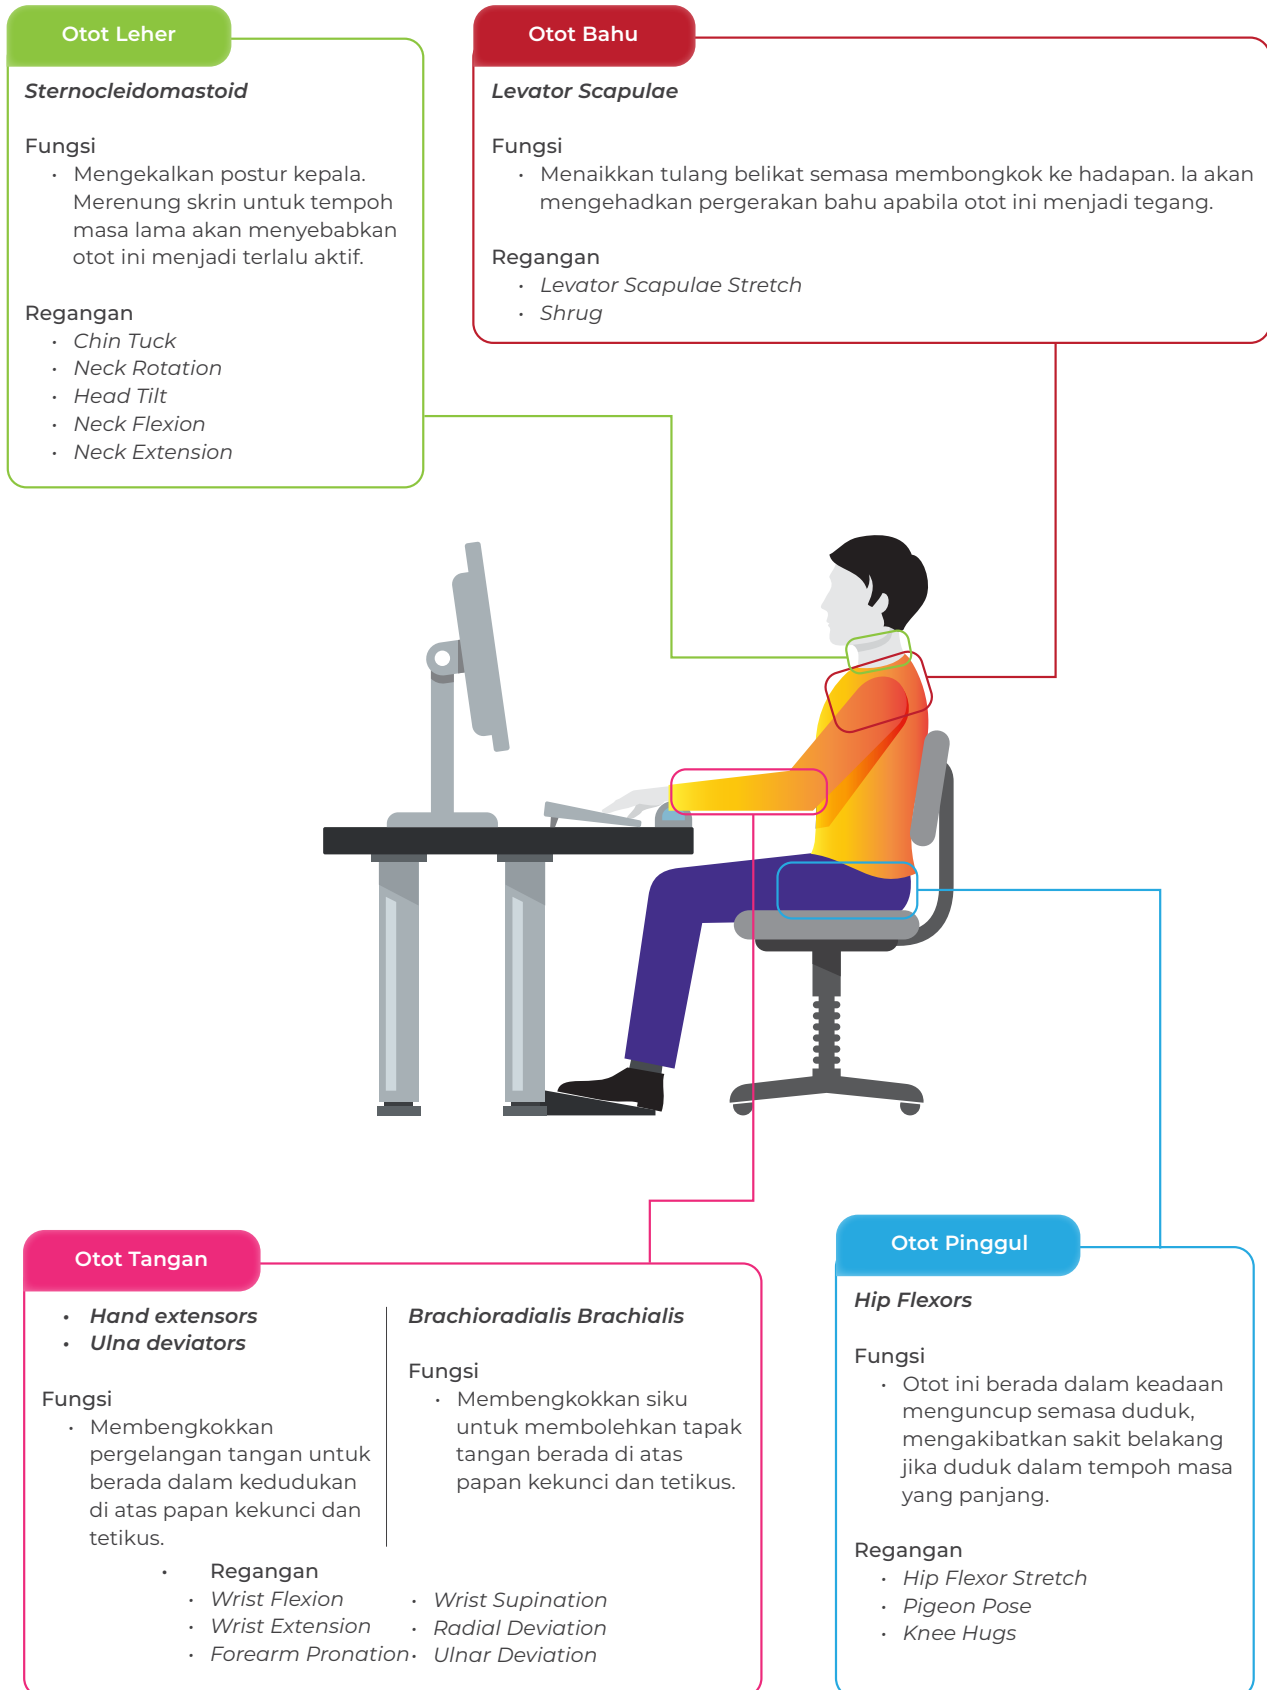 Otot Leher
Sternocleidomastoid
Fungsi
• Mengekalkan postur kepala.
Merenung skrin untuk tempoh
masa lama akan menyebabkan
otot ini menjadi terlalu aktif.
Regangan
• Chin Tuck
• Neck Rotation
• Head Tilt
• Neck Flexion
• Neck Extension
Otot Bahu
Levator Scapulae
Fungsi
• Menaikkan tulang belikat semasa membongkok ke hadapan. Ia akan
mengehadkan pergerakan bahu apabila otot ini menjadi tegang.
Regangan
• Levator Scapulae Stretch
• Shrug
Otot Tangan
• Hand extensors
• Ulna deviators
Fungsi
• Membengkokkan
pergelangan tangan untuk
berada dalam kedudukan
di atas papan kekunci dan
tetikus.
Brachioradialis Brachialis
Fungsi
• Membengkokkan siku
untuk membolehkan tapak
tangan berada di atas
papan kekunci dan tetikus.
• Regangan
• Wrist Flexion
• Wrist Extension
• Forearm Pronation
• Wrist Supination
• Radial Deviation
• Ulnar Deviation
Otot Pinggul
Hip Flexors
Fungsi
• Otot ini berada dalam keadaan
menguncup semasa duduk,
mengakibatkan sakit belakang
jika duduk dalam tempoh masa
yang panjang.
Regangan
• Hip Flexor Stretch
• Pigeon Pose
• Knee Hugs